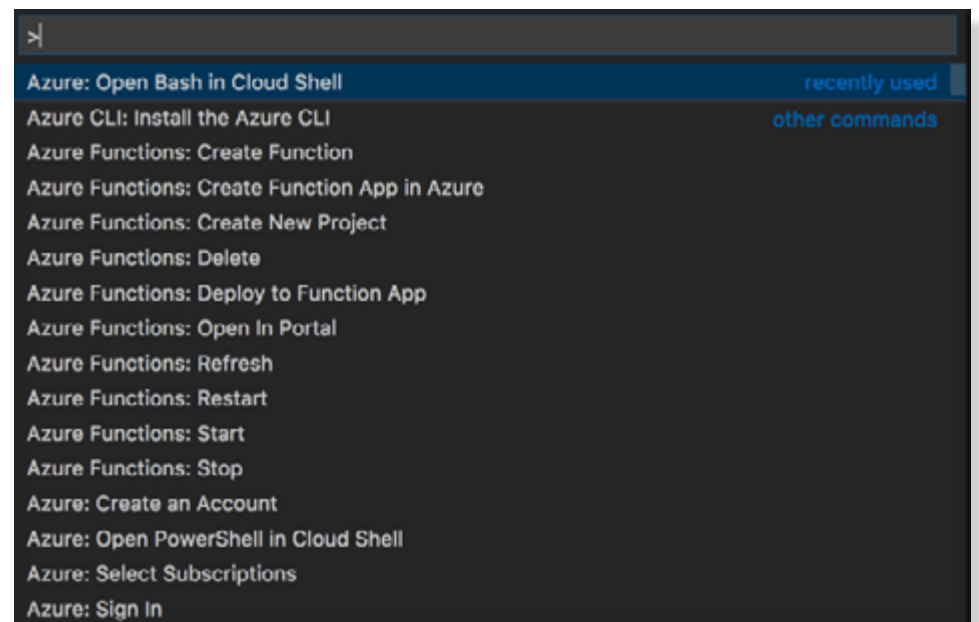 >
Azure: Open Bash in Cloud Shell recently used
Azure CLI: Install the Azure CLI other commands
Azure Functions: Create Function
Azure Functions: Create Function App in Azure
Azure Functions: Create New Project
Azure Functions: Delete
Azure Functions: Deploy to Function App
Azure Functions: Open In Portal
Azure Functions: Refresh
Azure Functions: Restart
Azure Functions: Start
Azure Functions: Stop
Azure: Create an Account
Azure: Open PowerShell in Cloud Shell
Azure: Select Subscriptions
Azure: Sign In